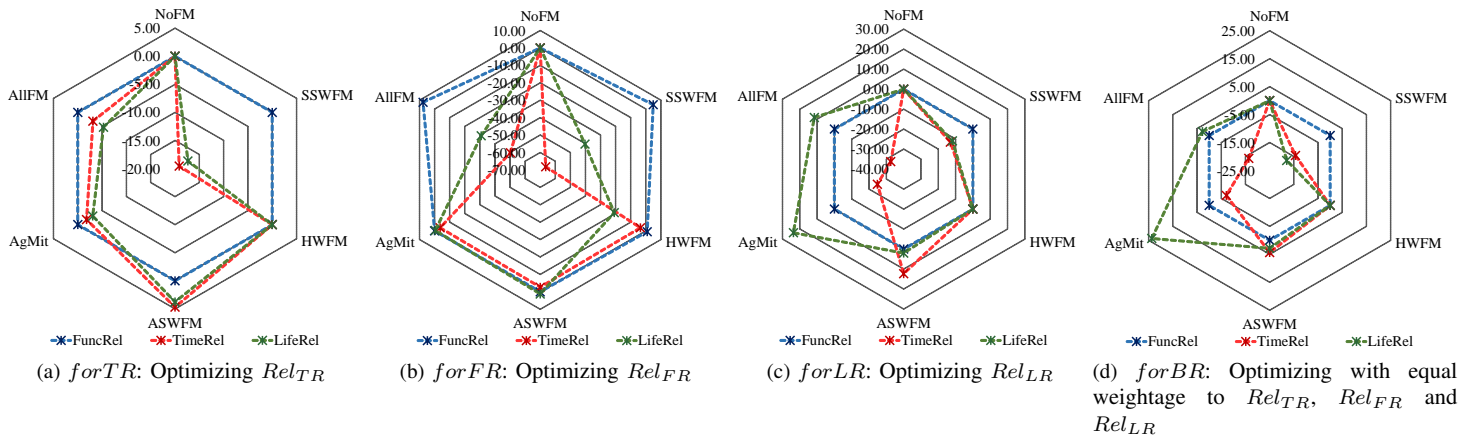 NoFM
5.00
0.00
-5.00
-10.00
-15.00
-20.00
AllFM
SSWFM
AgMit
HWFM
ASWFM
FuncRel TimeRel LifeRel
(a) forTR: Optimizing Rel_TR
NoFM
10.00
0.00
-10.00
-20.00
-30.00
-40.00
-50.00
-60.00
-70.00
AllFM
SSWFM
AgMit
HWFM
ASWFM
FuncRel TimeRel LifeRel
(b) forFR: Optimizing Rel_FR
NoFM
30.00
20.00
10.00
0.00
-10.00
-20.00
-30.00
-40.00
AllFM
SSWFM
AgMit
HWFM
ASWFM
FuncRel TimeRel LifeRel
(c) forLR: Optimizing Rel_LR
NoFM
25.00
15.00
5.00
-5.00
-15.00
-25.00
AllFM
SSWFM
AgMit
HWFM
ASWFM
FuncRel TimeRel LifeRel
(d) forBR: Optimizing with equal
weightage to Rel_TR, Rel_FR and
Rel_LR